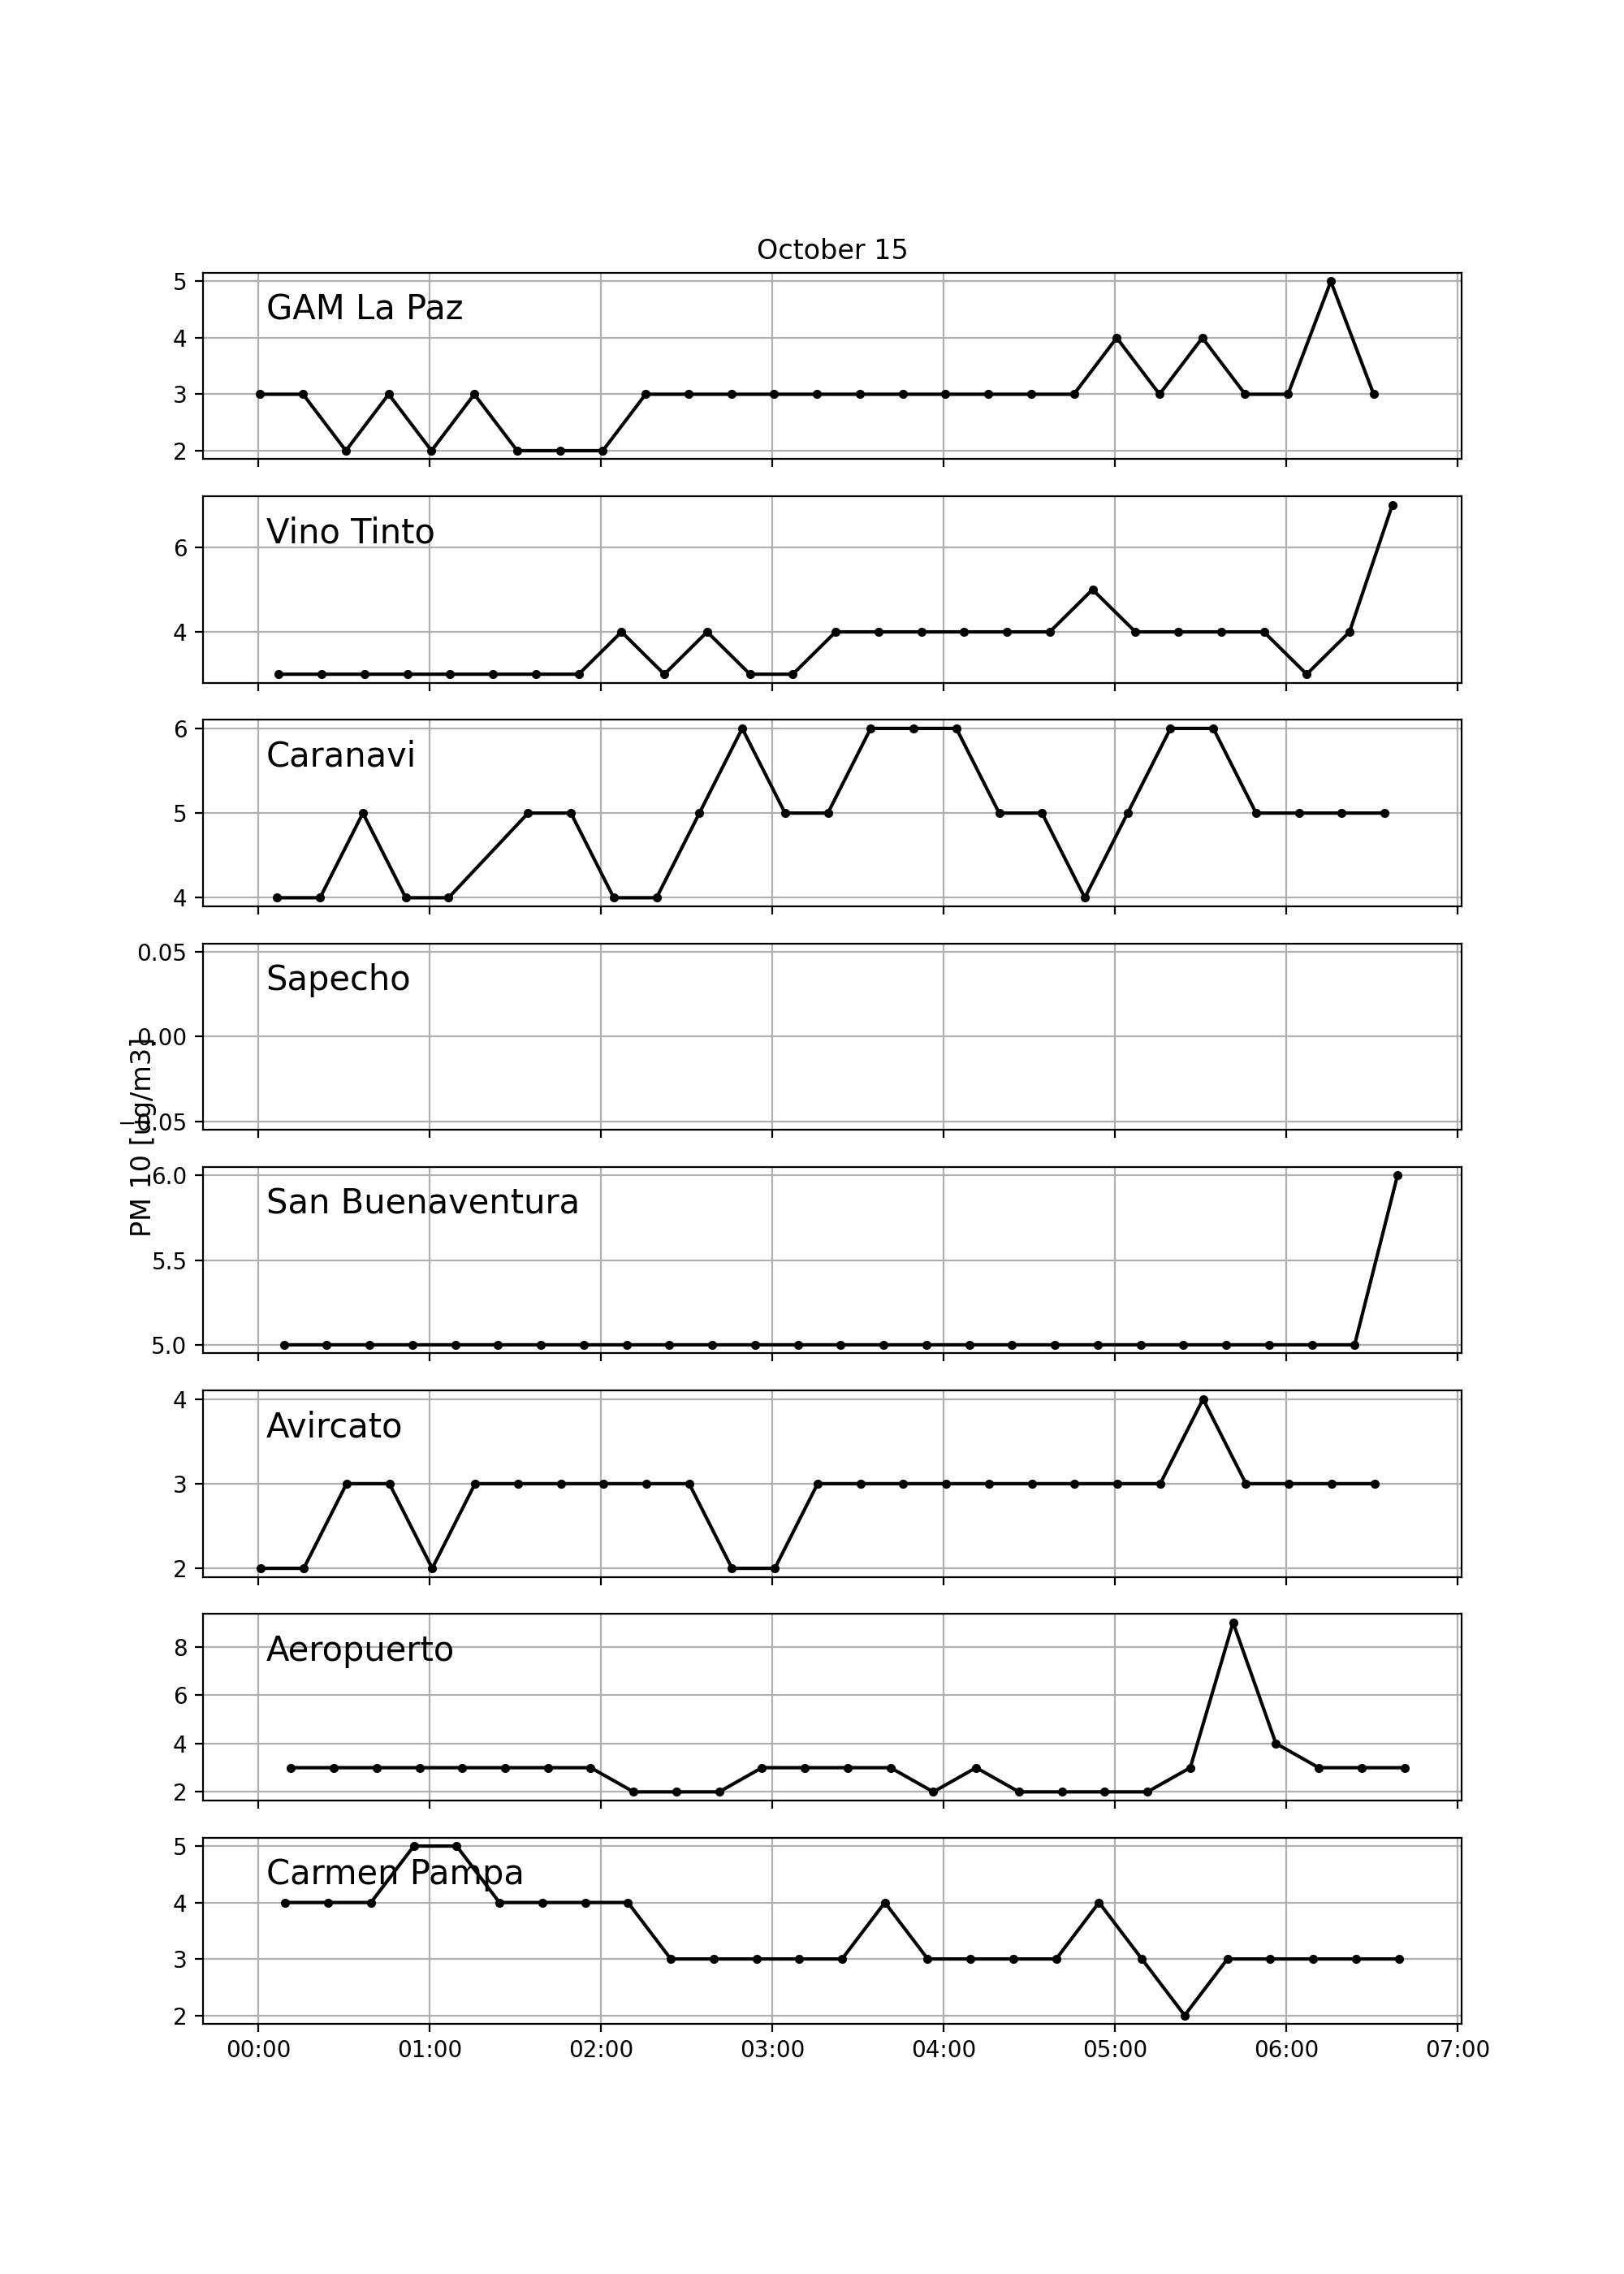 October 15
5
GAM La Paz
4
3
2
Vino Tinto
6
4
6
Caranavi
5
4
0.05
Sapecho
0.00
−0.05
PM 10 [ug/m3]
6.0
San Buenaventura
5.5
5.0
4
Avircato
3
2
8
Aeropuerto
6
4
2
5
Carmen Pampa
4
3
2
00:00 01:00 02:00 03:00 04:00 05:00 06:00 07:00